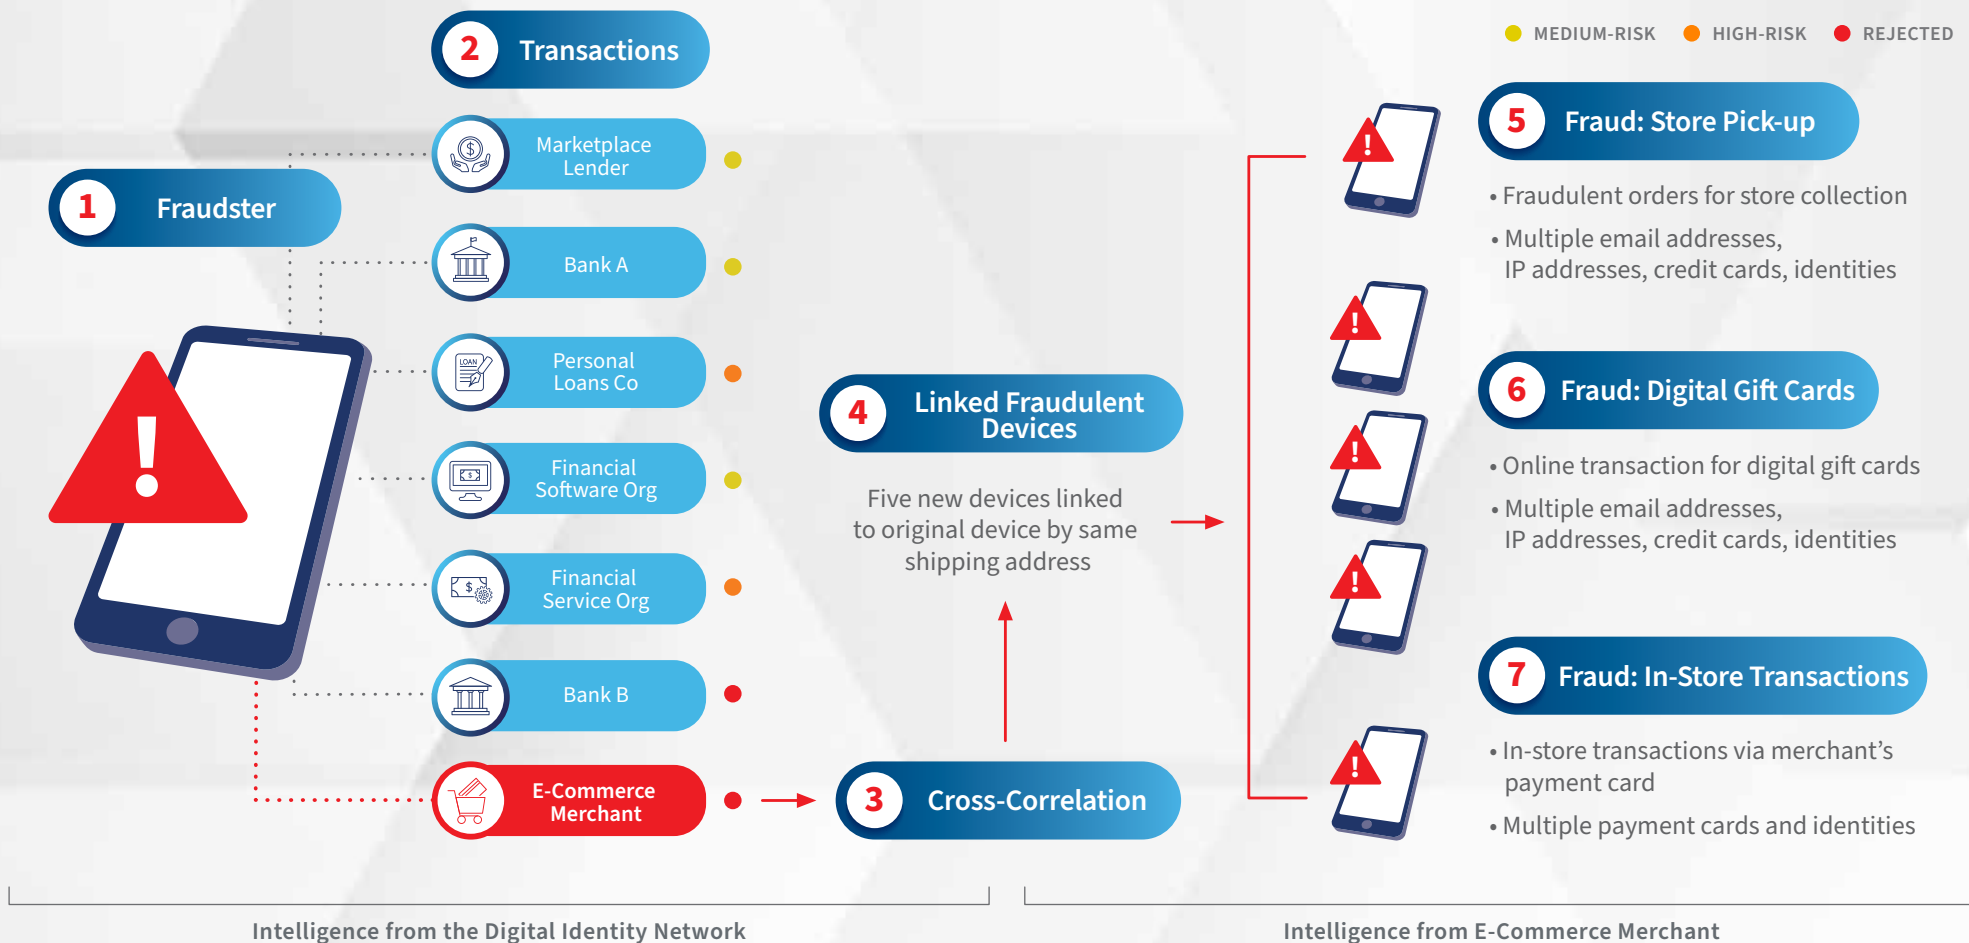 2 Transactions
MEDIUM-RISK HIGH-RISK REJECTED
1 Fraudster
Marketplace
Lender
Bank A
LOAN
Personal
Loans Co
Financial
Software Org
Financial
Service Org
Bank B
E-Commerce
Merchant
3 Cross-Correlation
4 Linked Fraudulent
Devices
Five new devices linked
to original device by same
shipping address
5 Fraud: Store Pick-up
• Fraudulent orders for store collection
• Multiple email addresses,
IP addresses, credit cards, identities
6 Fraud: Digital Gift Cards
• Online transaction for digital gift cards
• Multiple email addresses,
IP addresses, credit cards, identities
7 Fraud: In-Store Transactions
• In-store transactions via merchant's
payment card
• Multiple payment cards and identities
Intelligence from the Digital Identity Network
Intelligence from E-Commerce Merchant